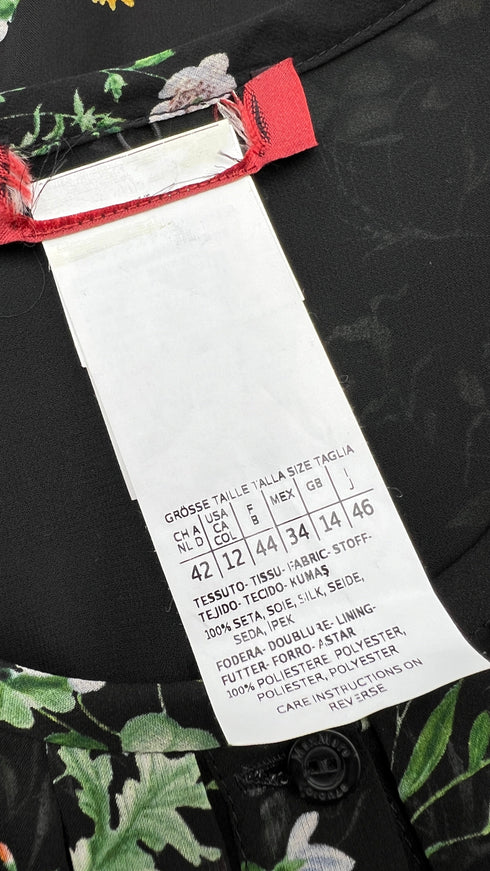 GRÖSSE TAILLE TALLA SIZE TAGLIA
CH A NL D | USA CA COL | F B | MEX | GB | J
42 | 12 | 44 | 34 | 14 | 46
TESSUTO- TISSU- FABRIC- STOFF-
TEJIDO- TECIDO- KUMAŞ
100% SETA, SOIE, SILK, SEIDE,
SEDA, IPEK
FODERA- DOUBLURE- LINING-
FUTTER- FORRO- ASTAR
100% POLIESTERE, POLYESTER,
POLIESTER, POLYESTER
CARE INSTRUCTIONS ON
REVERSE